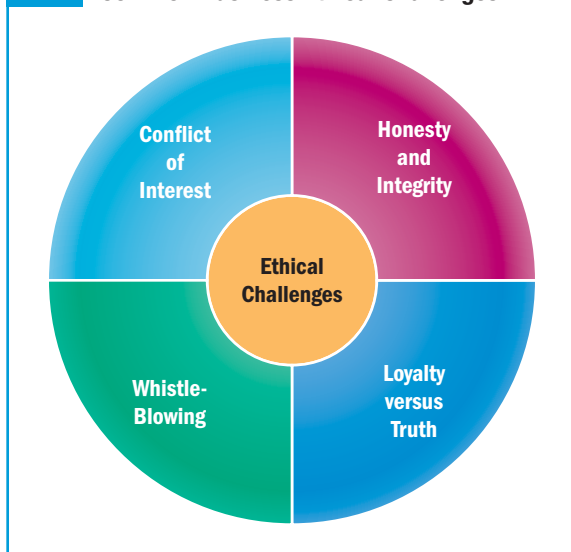 Conflict
of
Interest
Honesty
and
Integrity
Ethical
Challenges
Whistle-
Blowing
Loyalty
versus
Truth